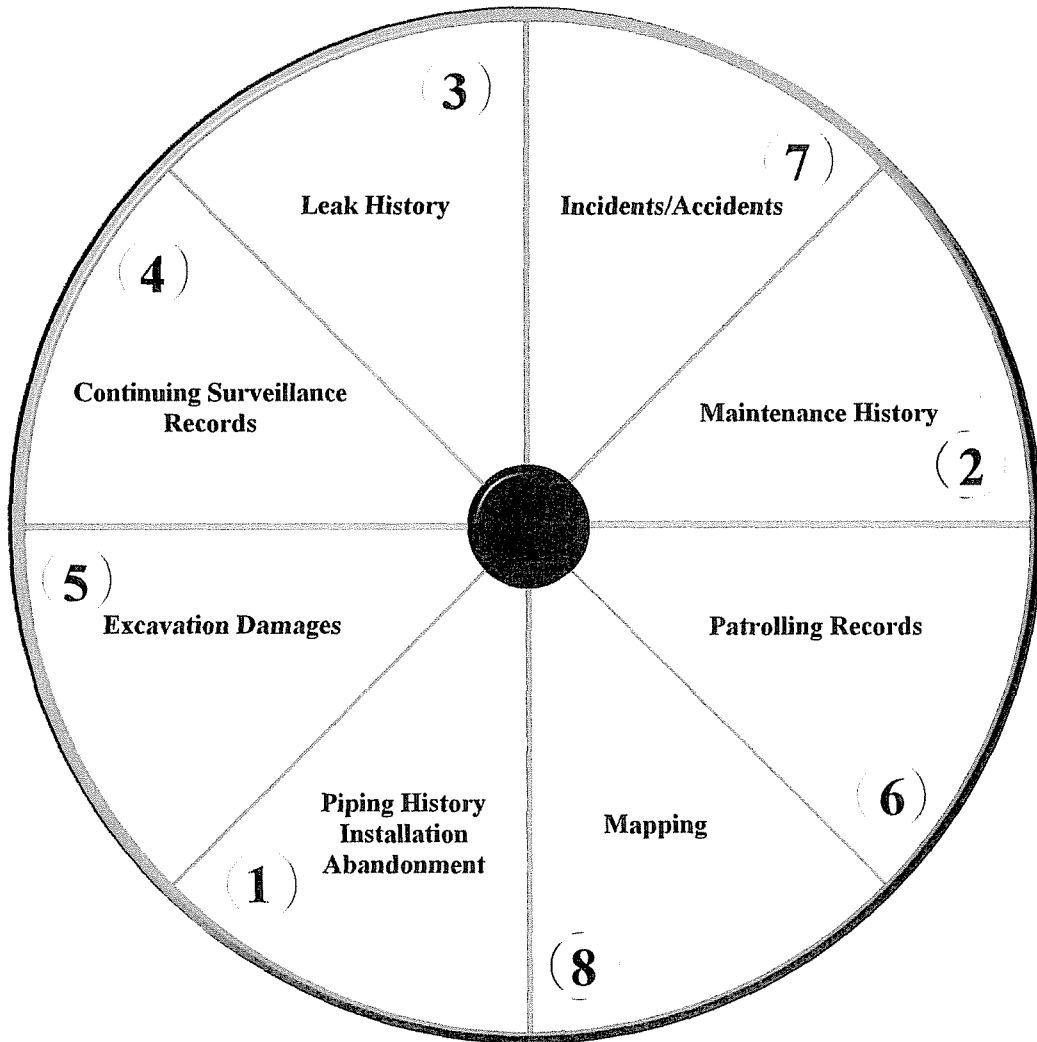 (3)
Leak History
(7)
Incidents/Accidents
(4)
Continuing Surveillance
Records
Maintenance History
(2)
(5)
Excavation Damages
Patrolling Records
(6)
Piping History
Installation
Abandonment
(1)
Mapping
(8)